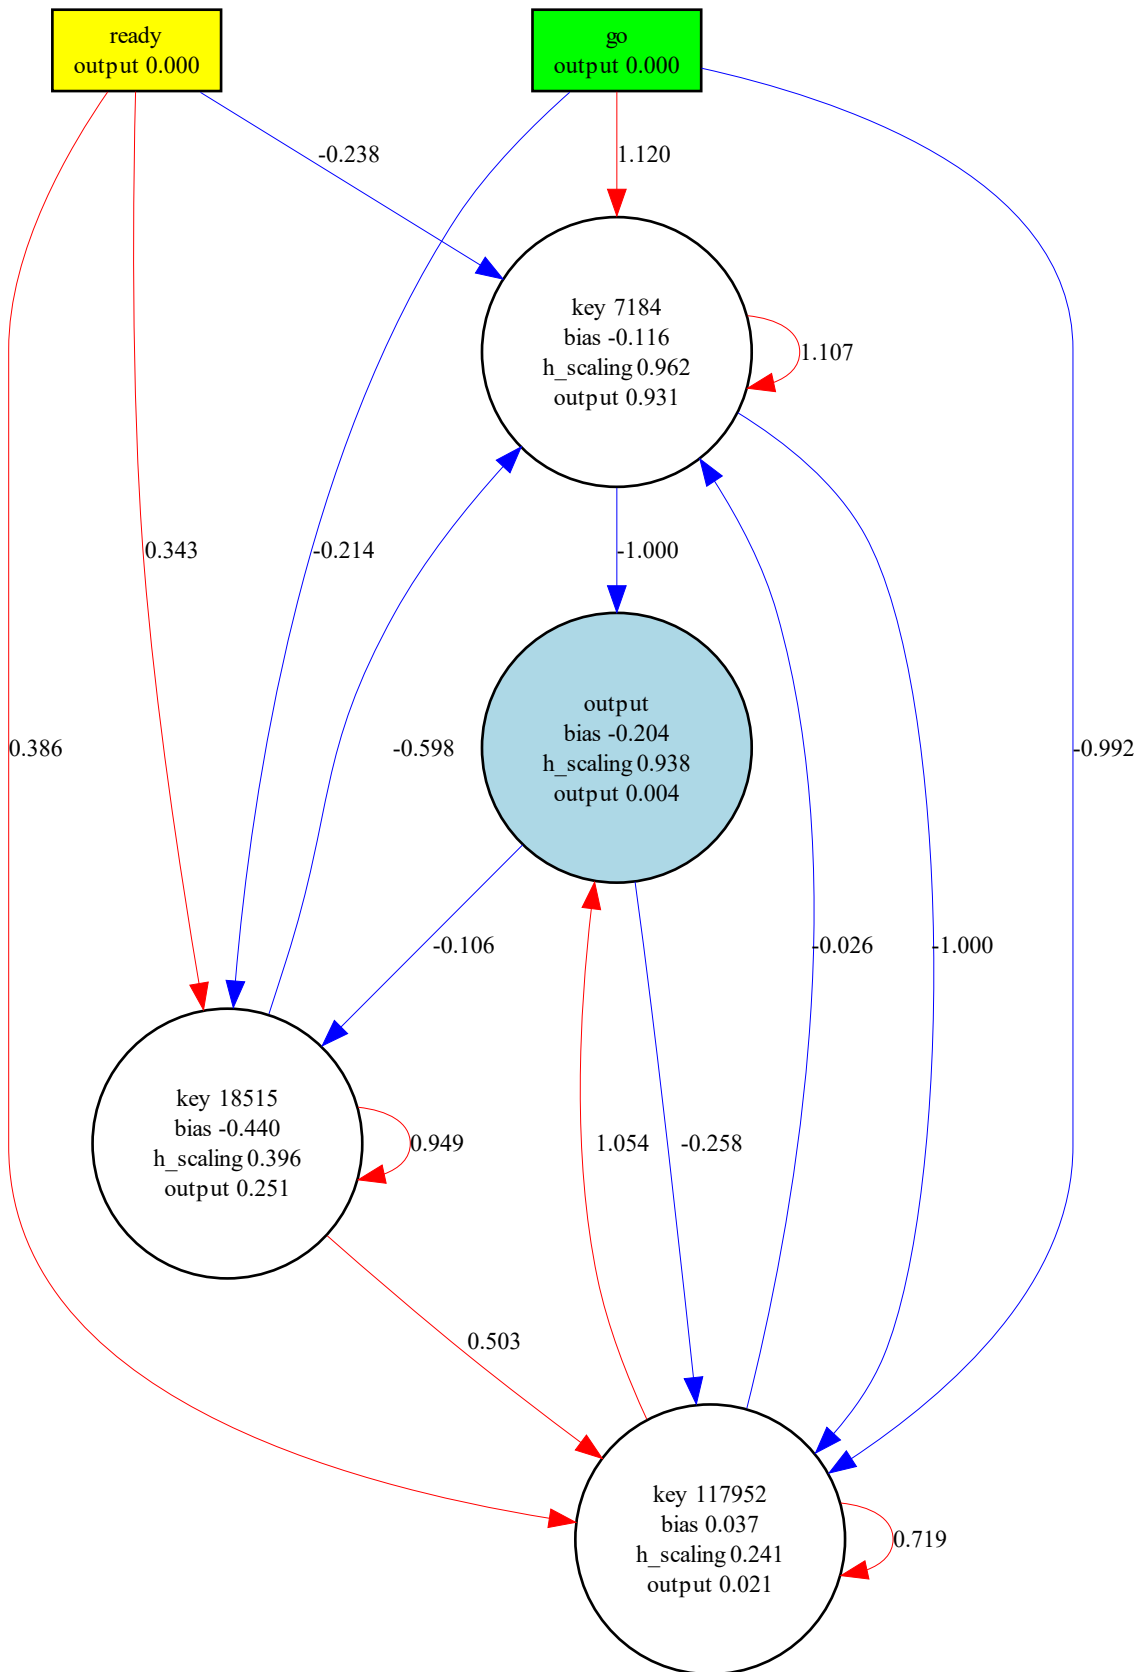 ready
output 0.000
go
output 0.000
-0.238
1.120
key 7184
bias -0.116
h_scaling 0.962
output 0.931
1.107
0.343
-0.214
-1.000
output
bias -0.204
h_scaling 0.938
output 0.004
0.386
-0.598
-0.992
-0.106
-0.026
-1.000
key 18515
bias -0.440
h_scaling 0.396
output 0.251
0.949
1.054
-0.258
0.503
key 117952
bias 0.037
h_scaling 0.241
output 0.021
0.719